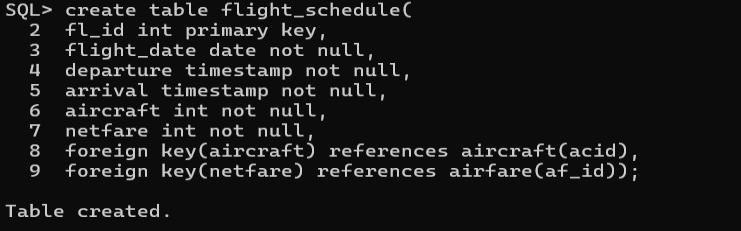 SQL> create table flight_schedule(
  2  fl_id int primary key,
  3  flight_date date not null,
  4  departure timestamp not null,
  5  arrival timestamp not null,
  6  aircraft int not null,
  7  netfare int not null,
  8  foreign key(aircraft) references aircraft(acid),
  9  foreign key(netfare) references airfare(af_id));
Table created.